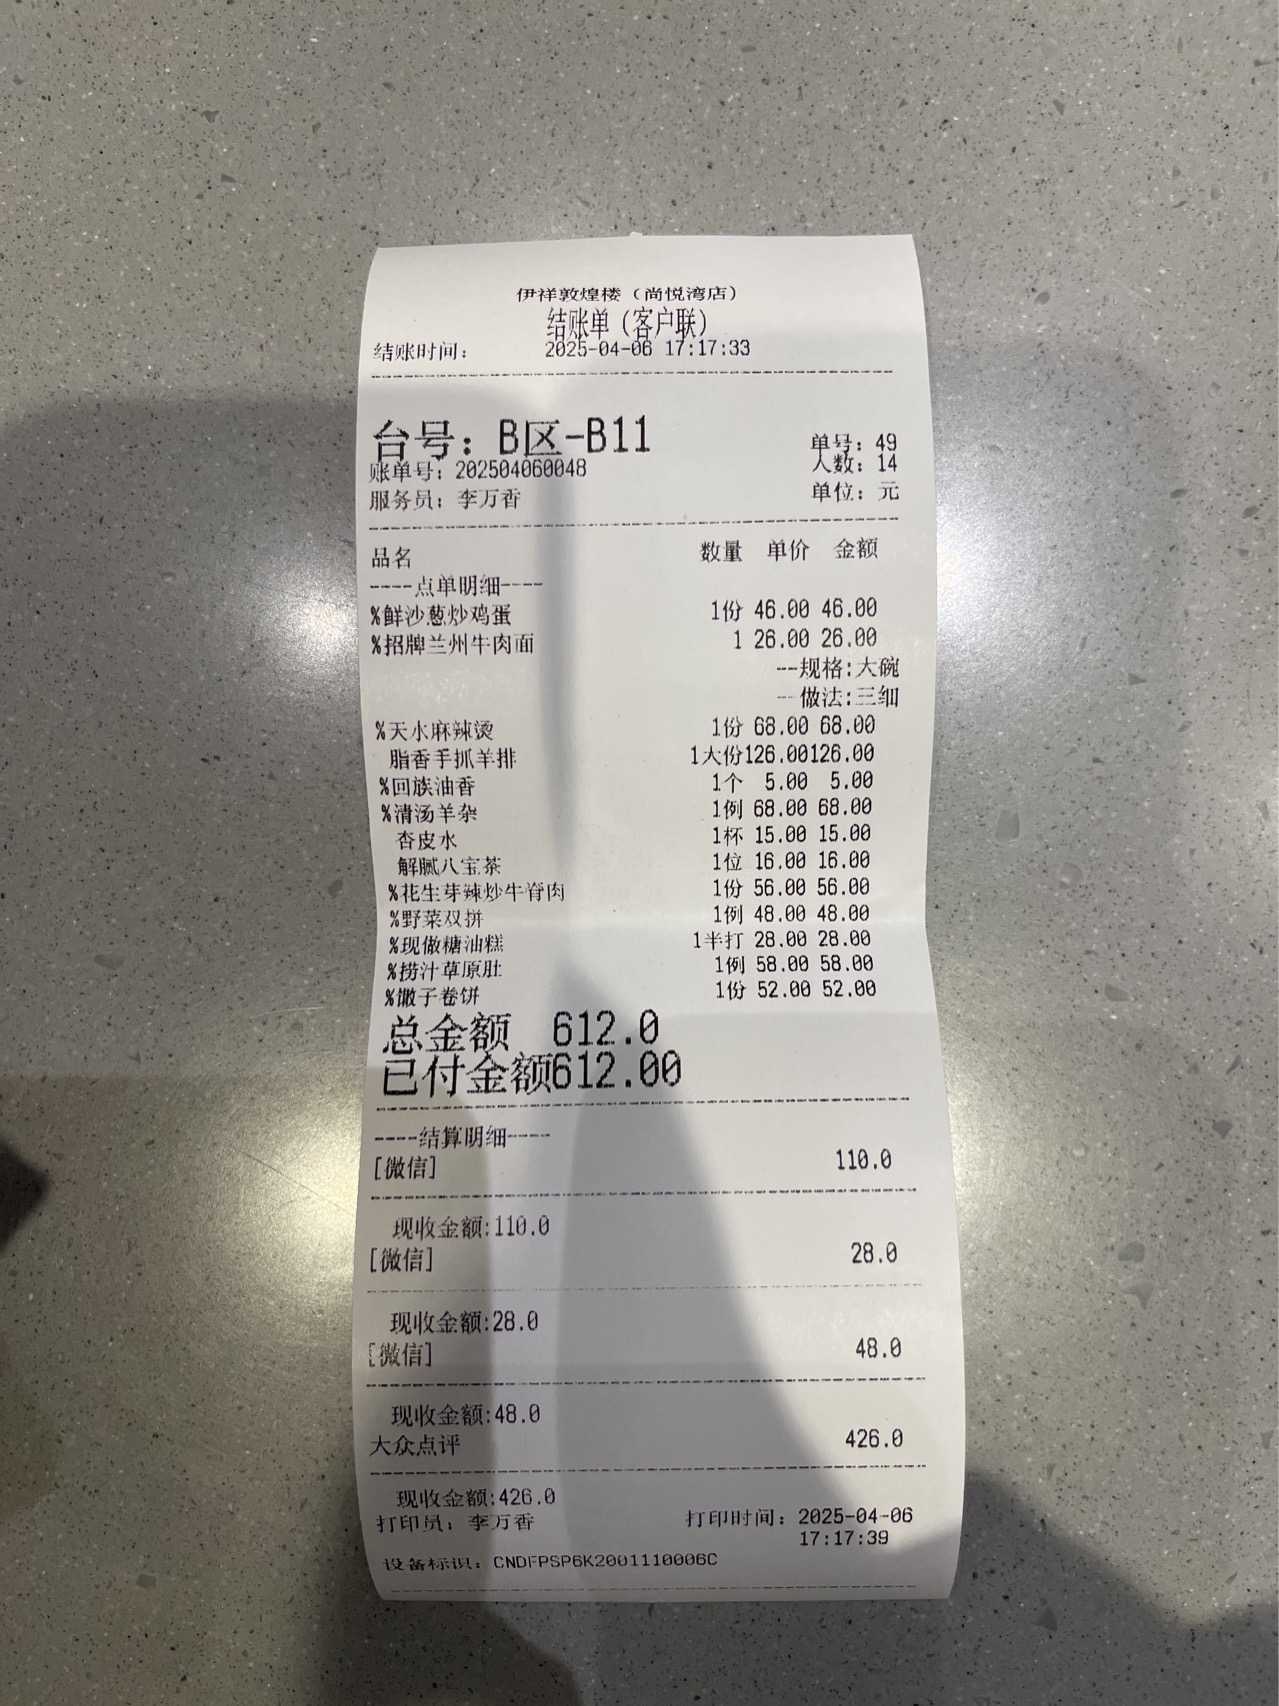 伊祥敦煌楼（尚悦湾店）
结账单（客户联）
结账时间： 2025-04-06 17:17:33
台号：B区-B11
单号：49
账单号：202504060048 人数：14
服务员：李万香 单位：元
品名 数量 单价 金额
----点单明细----
%鲜沙葱炒鸡蛋 1份 46.00 46.00
%招牌兰州牛肉面 1 26.00 26.00
---规格:大碗
---做法:三细
%天水麻辣烫 1份 68.00 68.00
脂香手抓羊排 1大份126.00126.00
%回族油香 1个 5.00 5.00
%清汤羊杂 1例 68.00 68.00
杏皮水 1杯 15.00 15.00
解腻八宝茶 1位 16.00 16.00
%花生芽辣炒牛脊肉 1份 56.00 56.00
%野菜双拼 1例 48.00 48.00
%现做糖油糕 1半打 28.00 28.00
%捞汁草原肚 1例 58.00 58.00
%馓子卷饼 1份 52.00 52.00
总金额 612.0
已付金额612.00
----结算明细----
[微信] 110.0
现收金额:110.0
[微信] 28.0
现收金额:28.0
[微信] 48.0
现收金额:48.0
大众点评 426.0
现收金额:426.0
打印员：李万香 打印时间：2025-04-06
17:17:39
设备标识：CNDFPSP6K2001110006C